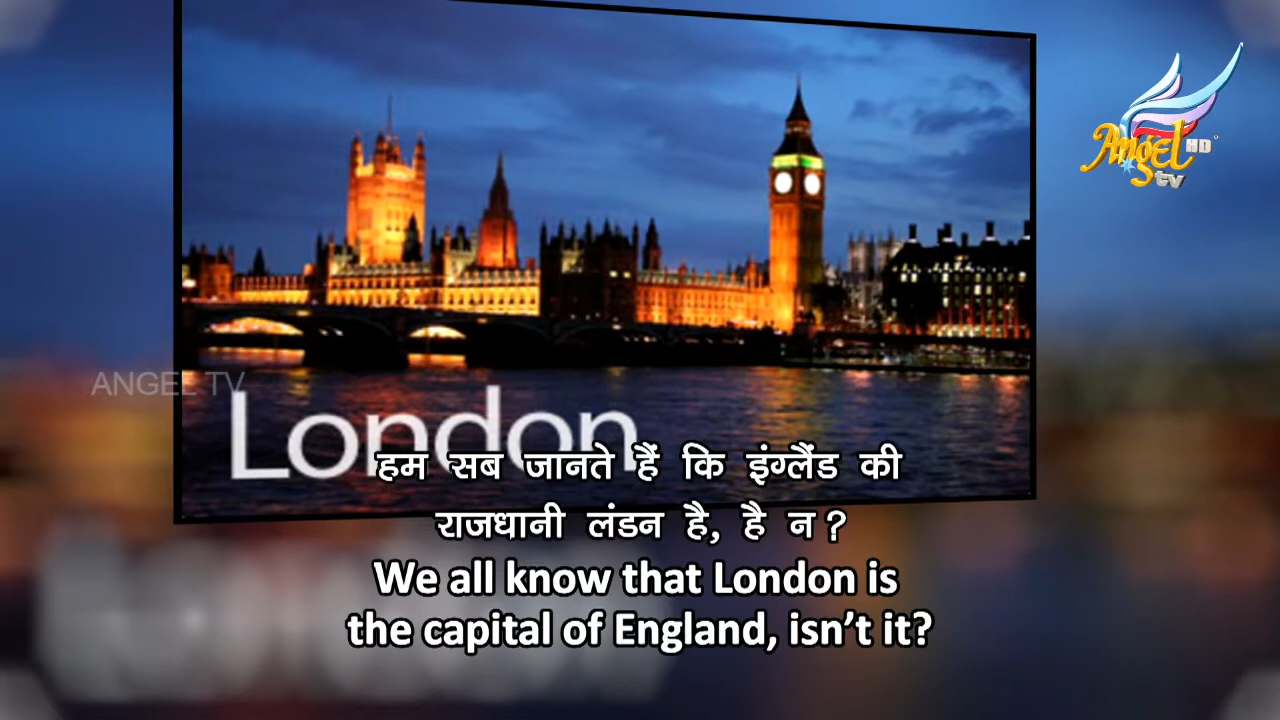 Angel HD
tv
ANGEL TV
London
हम सब जानते हैं कि इंग्लैंड की
राजधानी लंडन है, है न ?
We all know that London is
the capital of England, isn't it?